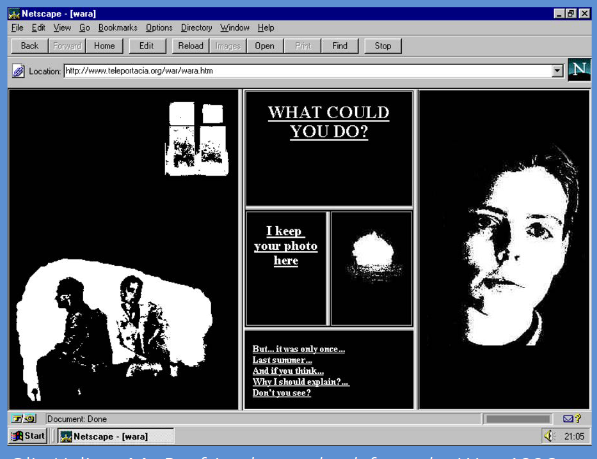 Netscape - [wara]
File Edit View Go Bookmarks Options Directory Window Help
Back Forward Home Edit Reload Images Open Print Find Stop
Location: http://www.teleportacia.org/war/wara.htm
N
WHAT COULD
YOU DO?
I keep
your photo
here
But... it was only once...
Last summer...
And if you think...
Why I should explain?...
Don't you see?
Document: Done
Start Netscape - [wara] 21:05